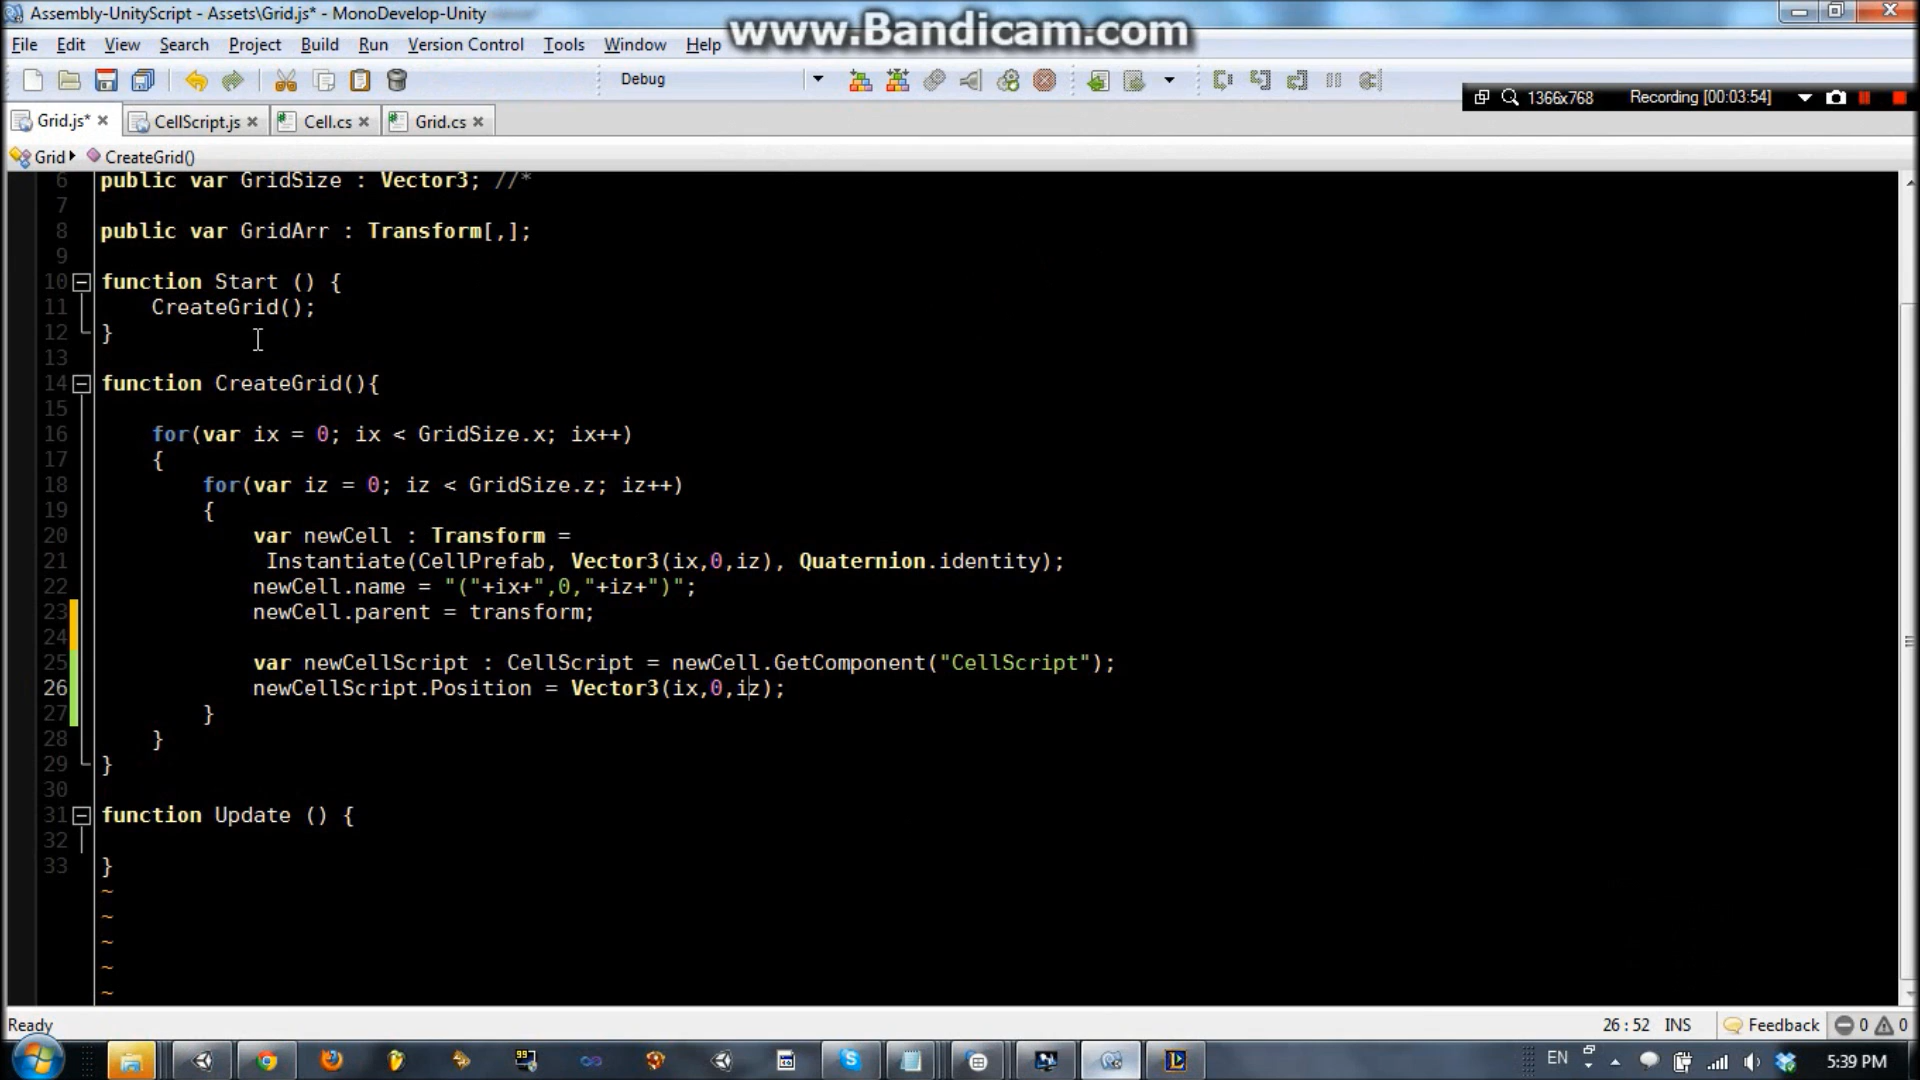 Assembly-UnityScript - Assets\Grid.js* - MonoDevelop-Unity
www.Bandicam.com
File Edit View Search Project Build Run Version Control Tools Window Help
Debug
1366x768 Recording [00:03:54]
Grid.js* CellScript.js Cell.cs Grid.cs
Grid CreateGrid()
6 public var GridSize : Vector3; //*
7
8 public var GridArr : Transform[,];
9
10 function Start () {
11 CreateGrid();
12 }
13
14 function CreateGrid(){
15
16 for(var ix = 0; ix < GridSize.x; ix++)
17 {
18 for(var iz = 0; iz < GridSize.z; iz++)
19 {
20 var newCell : Transform =
21 Instantiate(CellPrefab, Vector3(ix,0,iz), Quaternion.identity);
22 newCell.name = "("+ix+",0,"+iz+")";
23 newCell.parent = transform;
24
25 var newCellScript : CellScript = newCell.GetComponent("CellScript");
26 newCellScript.Position = Vector3(ix,0,iz);
27 }
28 }
29 }
30
31 function Update () {
32
33 }
~
~
~
~
~
Ready 26 : 52 INS Feedback 0 0
EN 5:39 PM